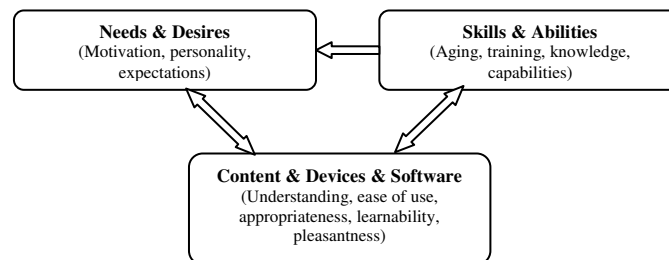 Needs & Desires
(Motivation, personality,
expectations)
Skills & Abilities
(Aging, training, knowledge,
capabilities)
Content & Devices & Software
(Understanding, ease of use,
appropriateness, learnability,
pleasantness)